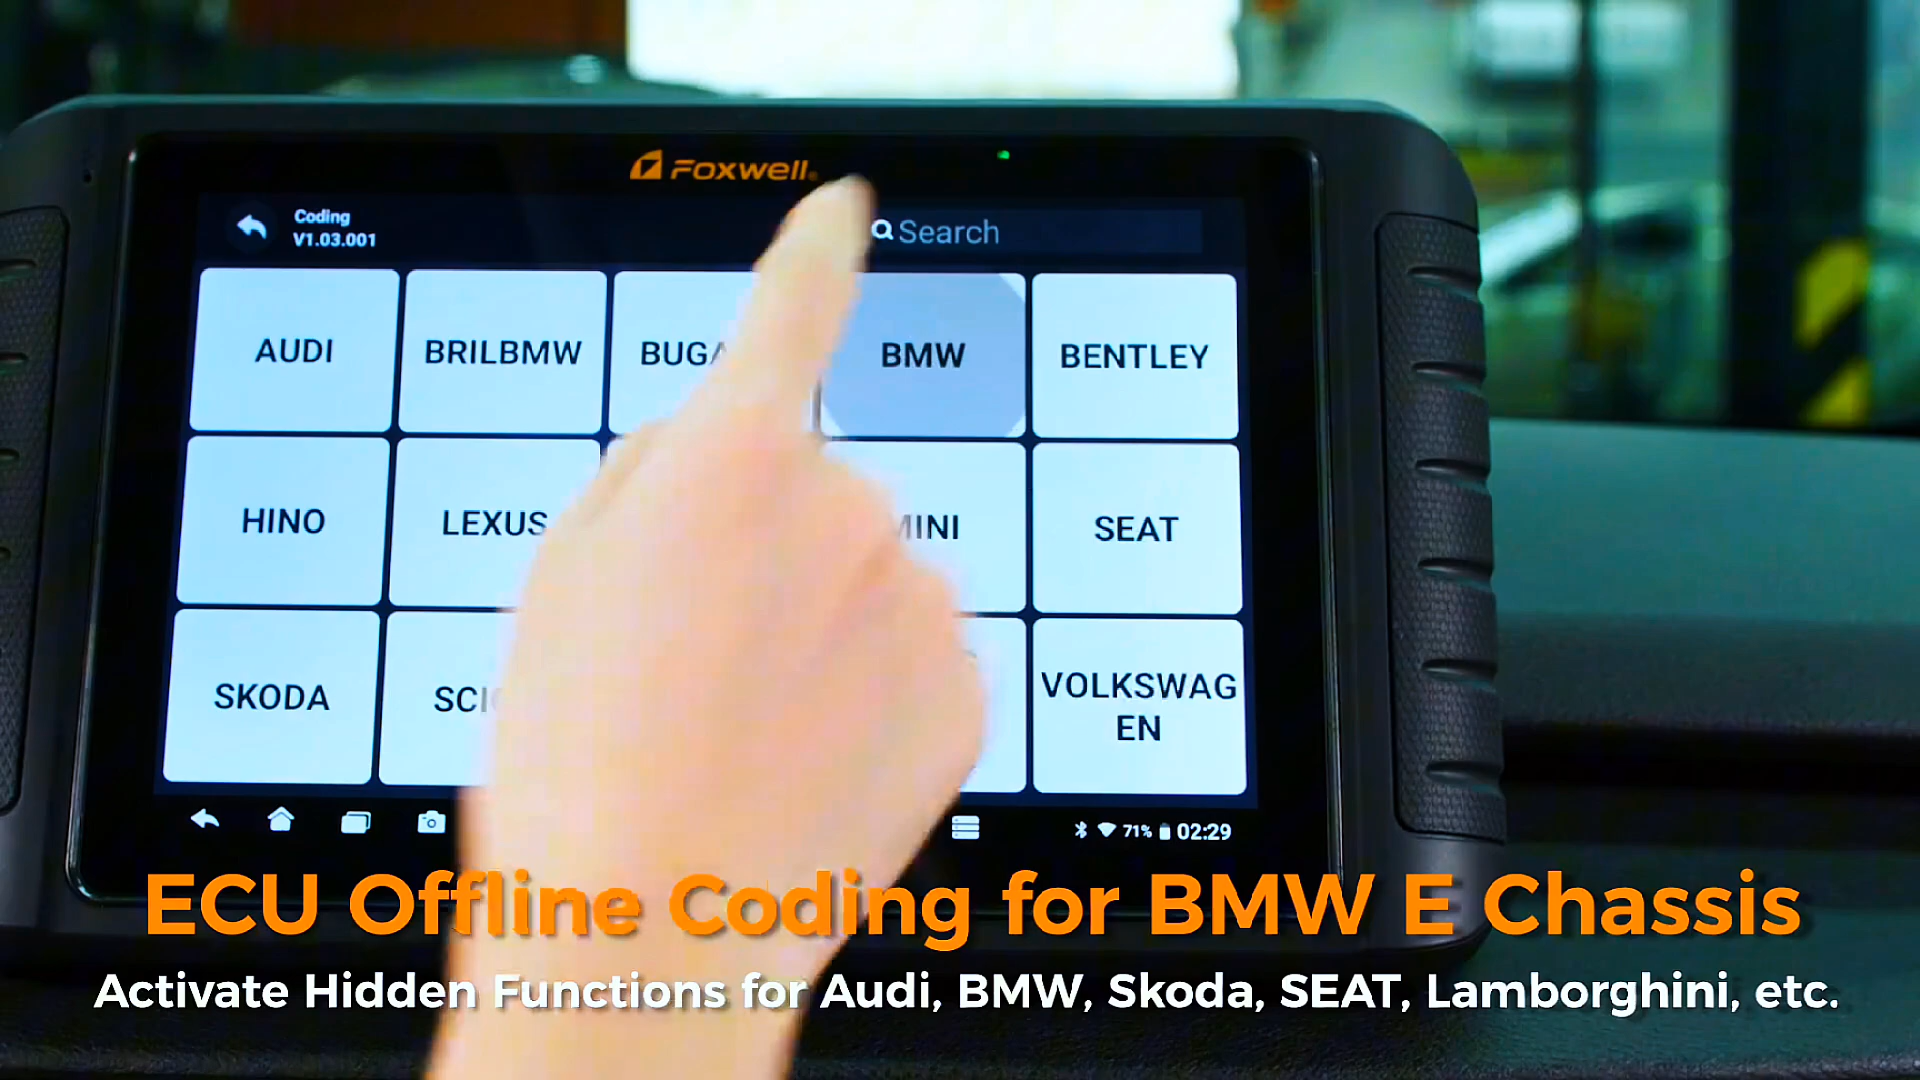 Foxwell
Coding
V1.03.001
Search
AUDI
BRILBMW
BMW
BENTLEY
HINO
LEXUS
SEAT
SKODA
VOLKSWAG
EN
71%
02:29
ECU Offline Coding for BMW E Chassis
Activate Hidden Functions for Audi, BMW, Skoda, SEAT, Lamborghini, etc.